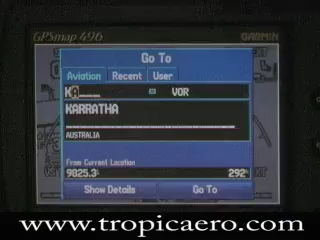 GPSmap 496 GARMIN
Go To
Aviation Recent User
KA____ VOR
KARRATHA
AUSTRALIA
From Current Location
9825.3 292
Show Details Go To
www.tropicaero.com